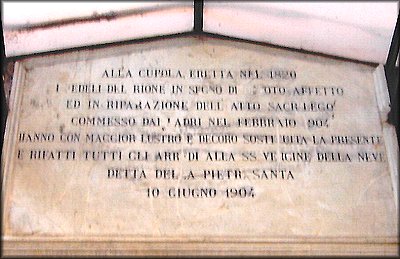 ALLA CUPOLA, ERETTA NEL 1820
I FEDELI DEL RIONE IN SEGNO DI AFFETTO
ED IN RIPARAZIONE DELL ATTO SACRILEGO
COMMESSO DAI LADRI NEL FEBBRAIO 904
HANNO CON MAGGIOR LUSTRO E DECORO SOSTITUITA LA PRESENTE
E RIFATTI TUTTI GLI ARREDI ALLA SS VERGINE DELLA NEVE
DETTA DELLA PIETRASANTA
10 GIUGNO 1904